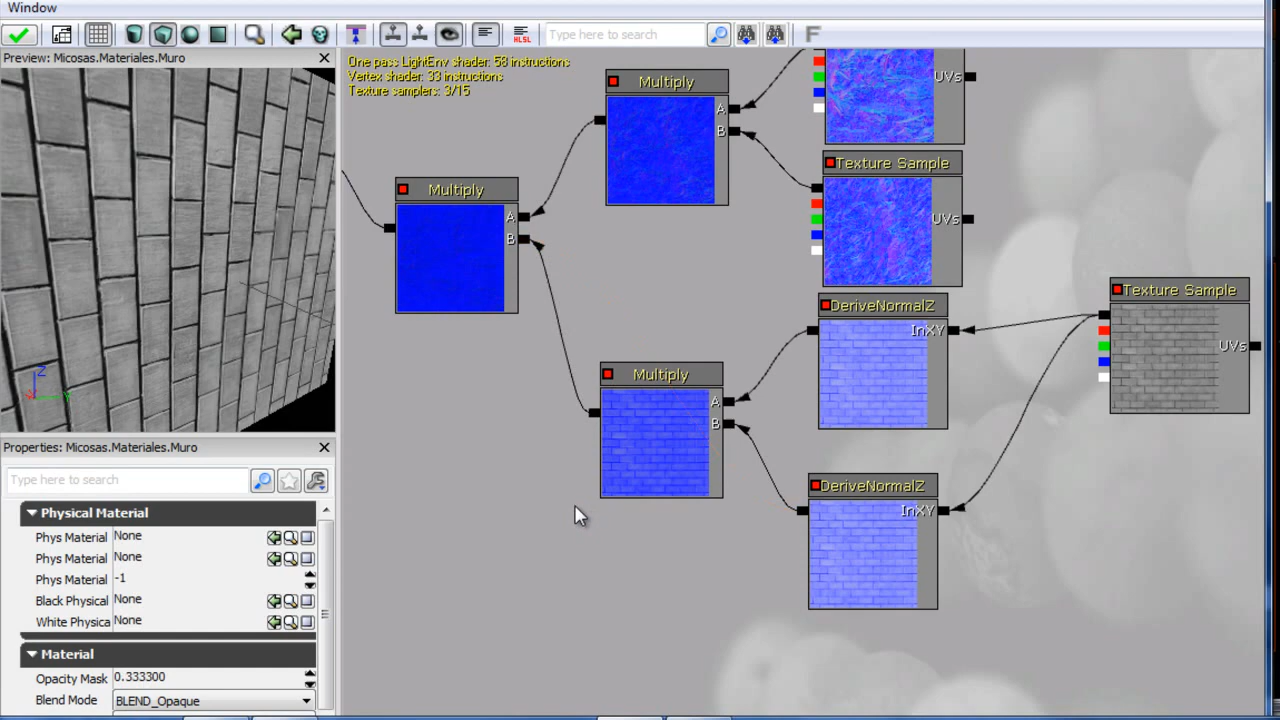 Window
HLSL
Type here to search
F
Preview: Micosas.Materiales.Muro
Z
One pass LightEnv shader: 58 instructions
Vertex shader: 33 instructions
Texture samplers: 3/15
Multiply
A
B
UVs
Texture Sample
UVs
Multiply
A
B
DeriveNormalZ
InXY
Texture Sample
UVs
Multiply
A
B
DeriveNormalZ
InXY
Properties: Micosas.Materiales.Muro
Type here to search
Physical Material
Phys Material None
Phys Material None
Phys Material -1
Black Physical None
White Physica None
Material
Opacity Mask 0.333300
Blend Mode BLEND_Opaque